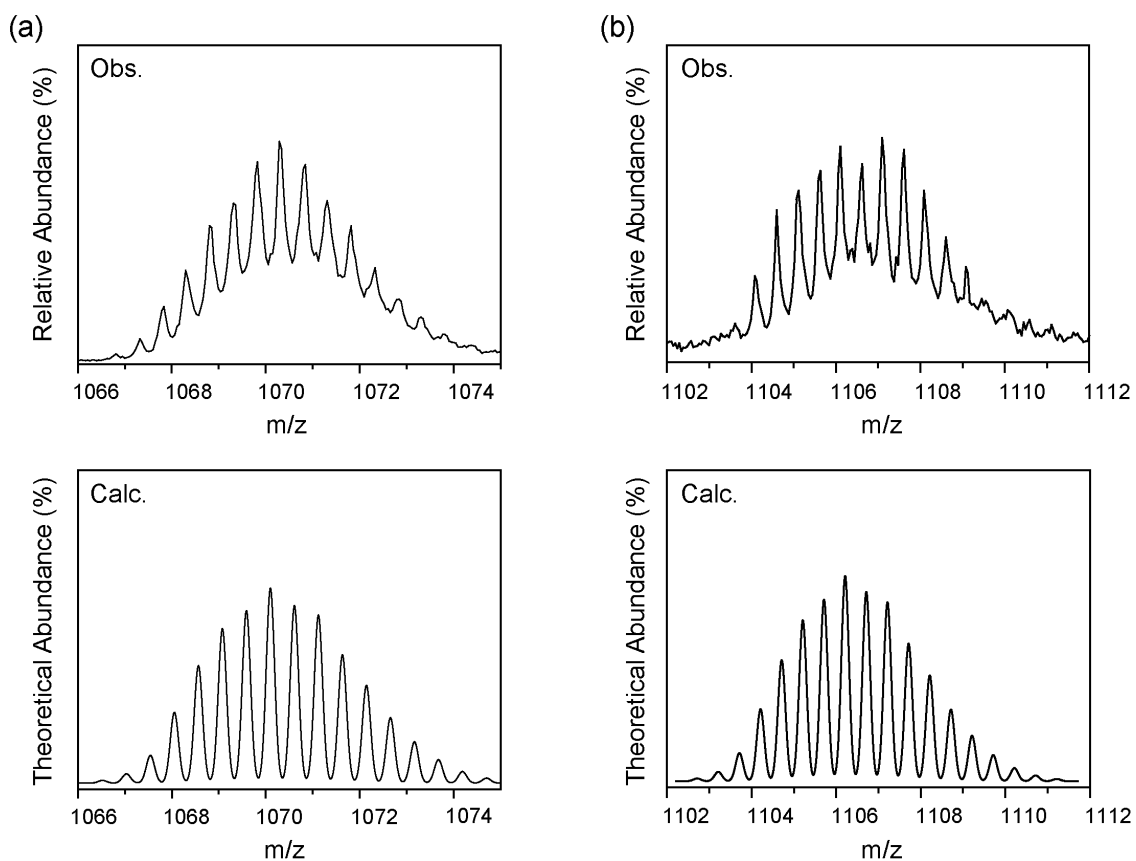 (a)
Obs.
Relative Abundance (%)
1066 1068 1070 1072 1074
m/z
(b)
Obs.
Relative Abundance (%)
1102 1104 1106 1108 1110 1112
m/z
Calc.
Theoretical Abundance (%)
1066 1068 1070 1072 1074
m/z
Calc.
Theoretical Abundance (%)
1102 1104 1106 1108 1110 1112
m/z